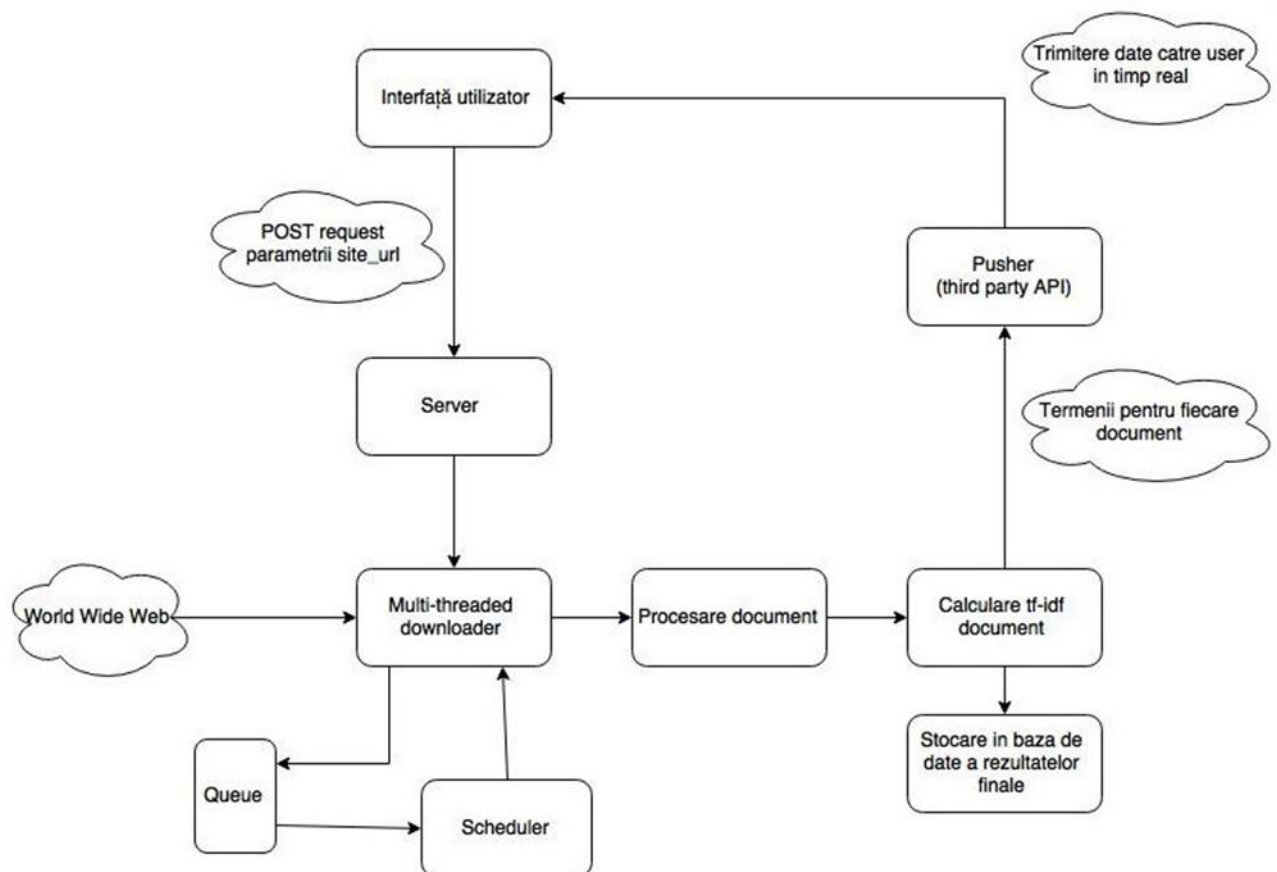 Trimitere date catre user
in timp real
Interfață utilizator
POST request
parametrii site_url
Pusher
(third party API)
Server
Termenii pentru fiecare
document
World Wide Web
Multi-threaded
downloader
Procesare document
Calculare tf-idf
document
Stocare in baza de
date a rezultatelor
finale
Queue
Scheduler